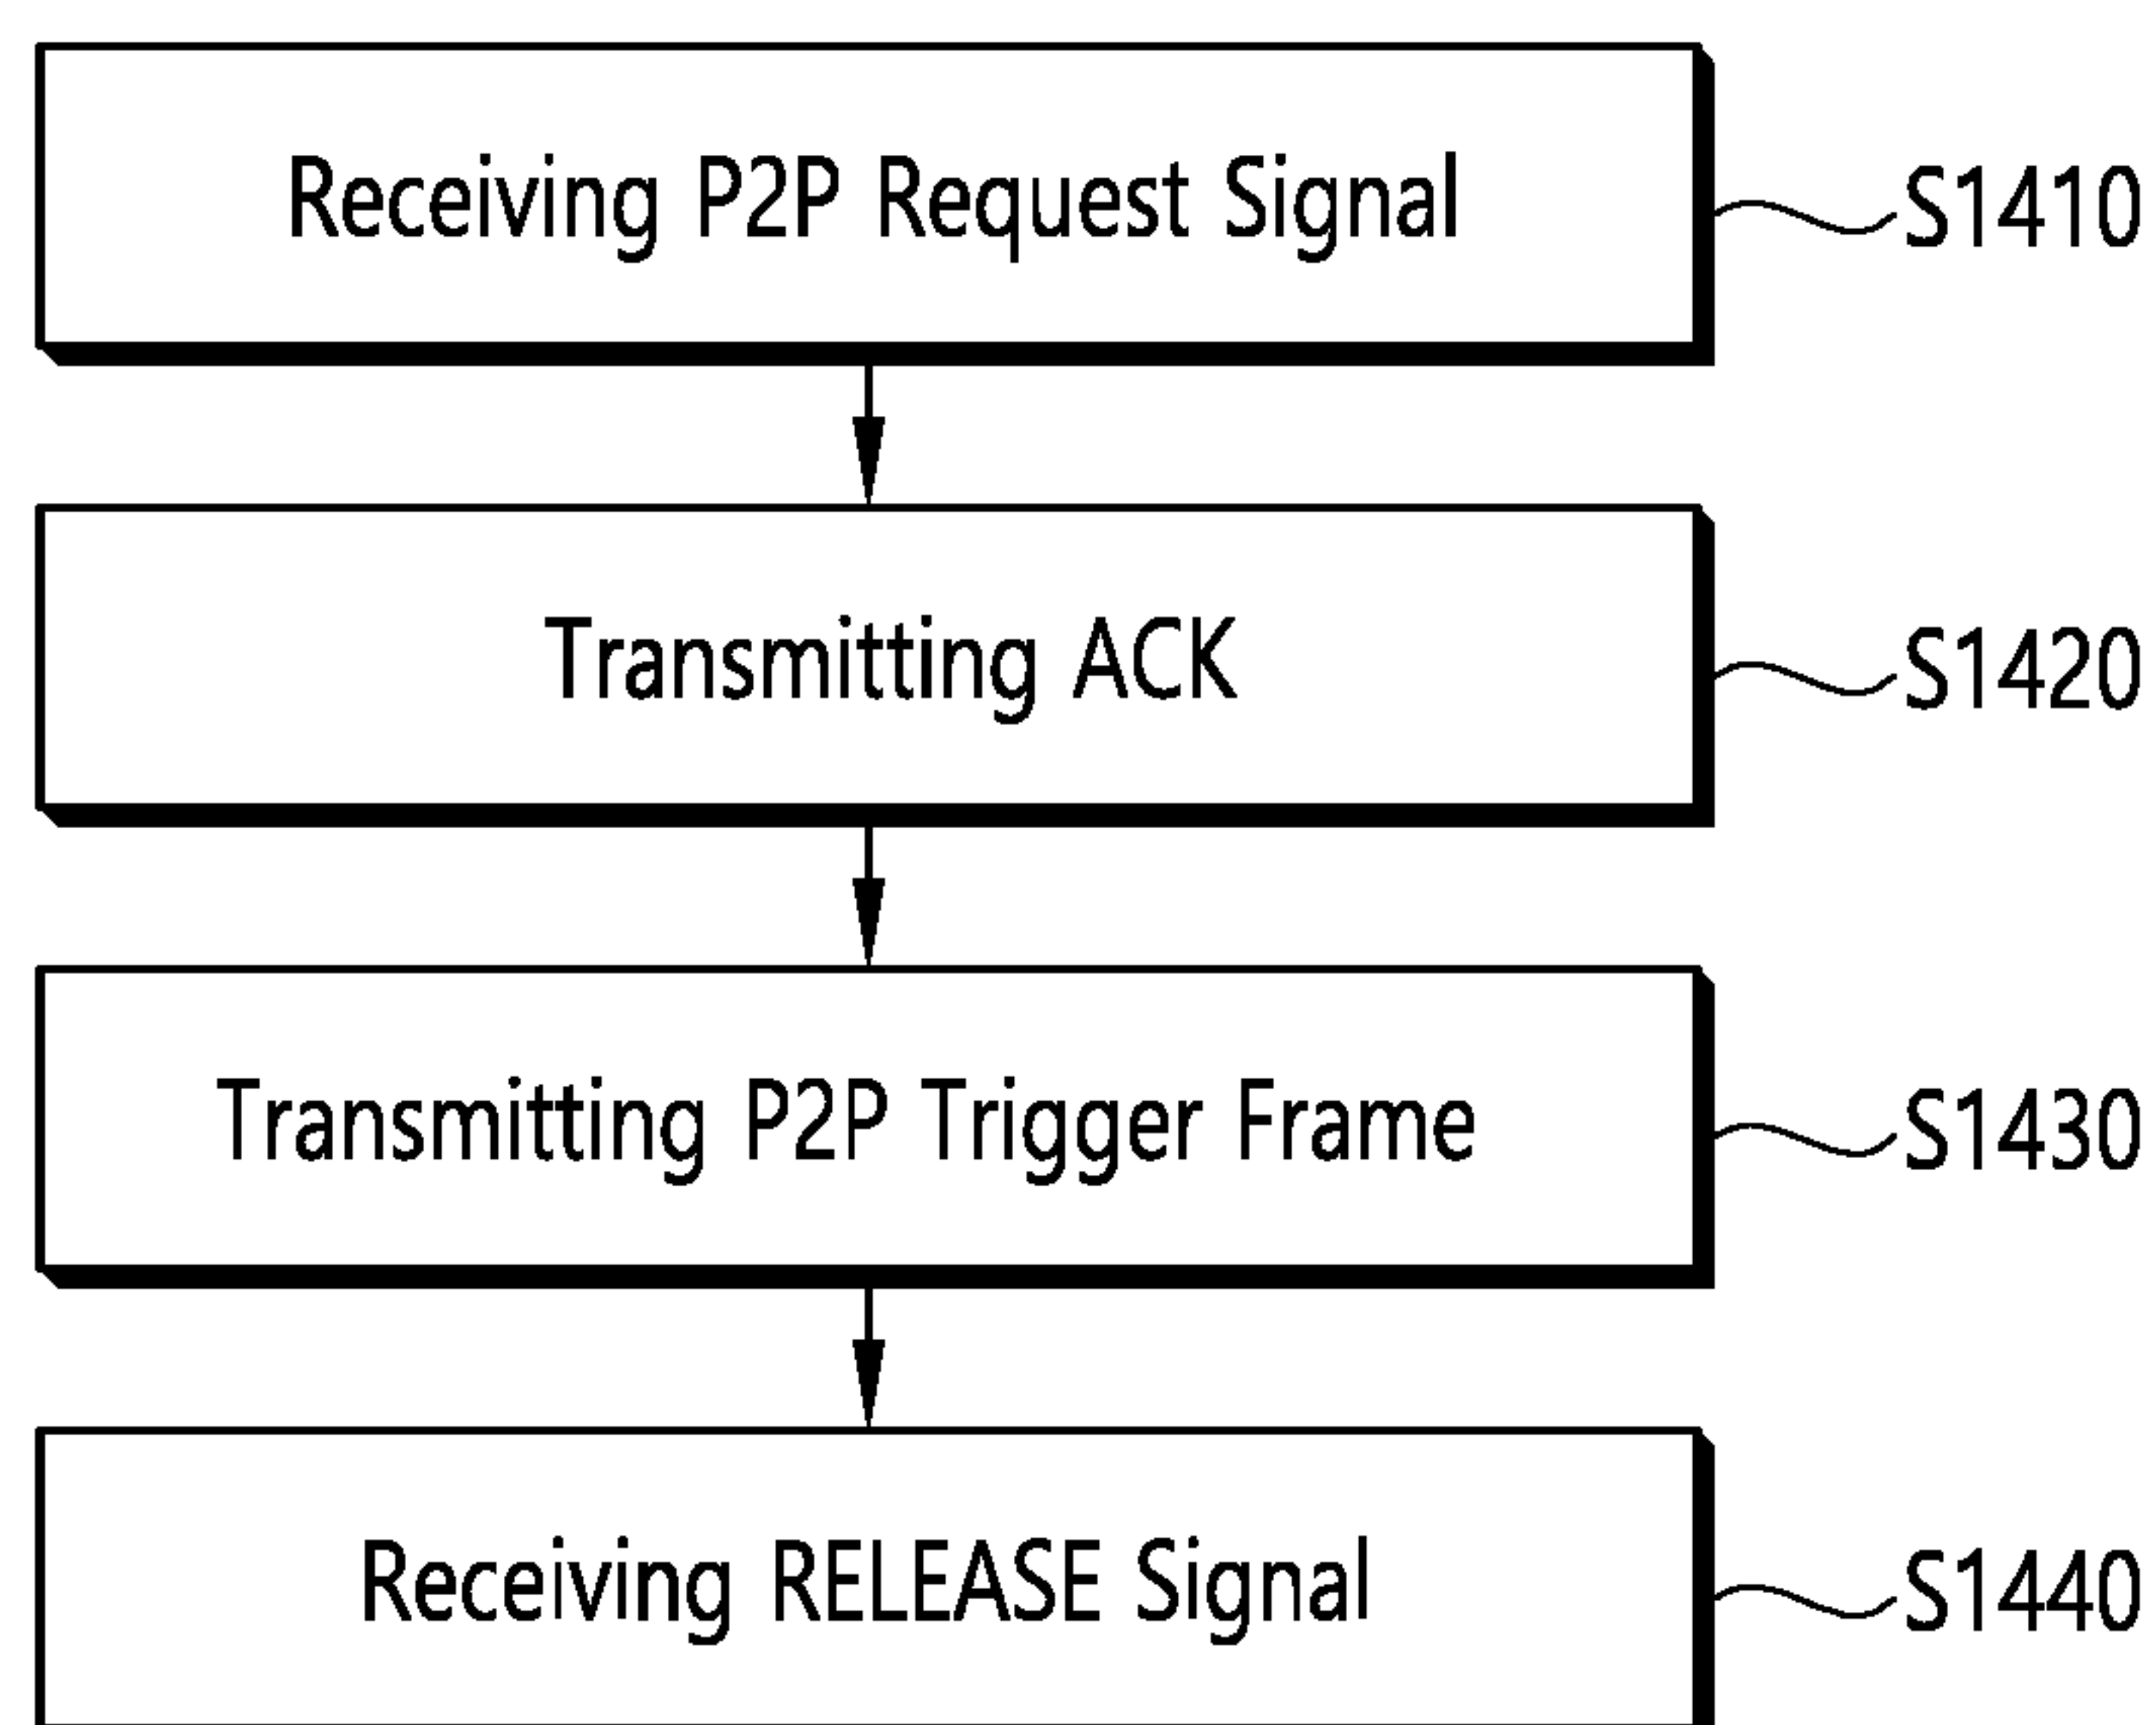 Receiving P2P Request Signal
S1410
Transmitting ACK
S1420
Transmitting P2P Trigger Frame
S1430
Receiving RELEASE Signal
S1440